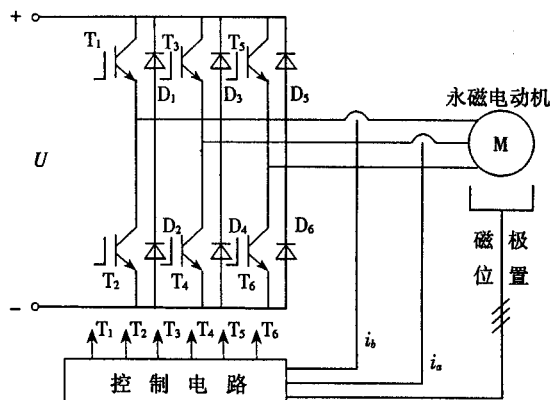 +
T1 T3 T5
D1 D3 D5
永磁电动机
M
U
D2 D4 D6
T2 T4 T6
磁极
位置
−
T1 T2 T3 T4 T5 T6
ib ia
控制电路